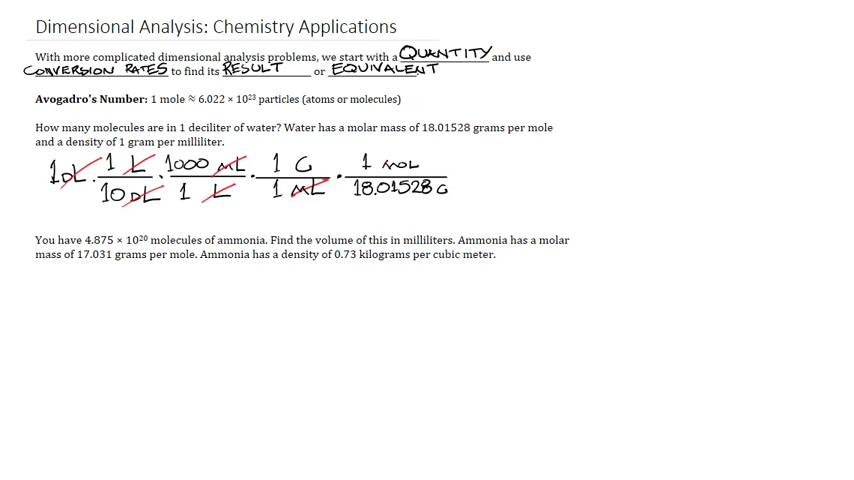 Dimensional Analysis: Chemistry Applications
With more complicated dimensional analysis problems, we start with a QUANTITY and use
CONVERSION RATES to find its RESULT or EQUIVALENT
Avogadro's Number: 1 mole ≈ 6.022 × 10²³ particles (atoms or molecules)
How many molecules are in 1 deciliter of water? Water has a molar mass of 18.01528 grams per mole
and a density of 1 gram per milliliter.
1 dL · 1 L / 10 dL · 1000 mL / 1 L · 1 G / 1 mL · 1 MOL / 18.01528 G
You have 4.875 × 10²⁰ molecules of ammonia. Find the volume of this in milliliters. Ammonia has a molar
mass of 17.031 grams per mole. Ammonia has a density of 0.73 kilograms per cubic meter.